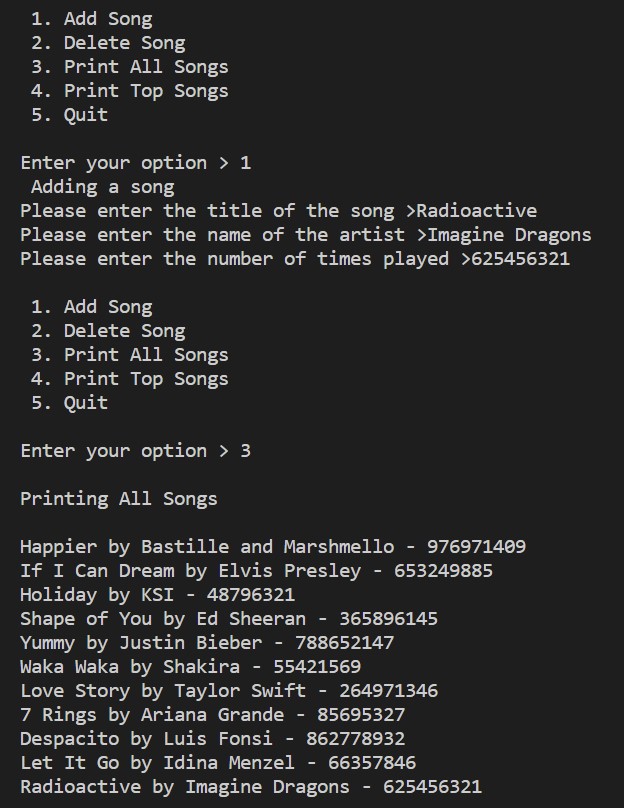 1. Add Song
2. Delete Song
3. Print All Songs
4. Print Top Songs
5. Quit
Enter your option > 1
Adding a song
Please enter the title of the song >Radioactive
Please enter the name of the artist >Imagine Dragons
Please enter the number of times played >625456321
1. Add Song
2. Delete Song
3. Print All Songs
4. Print Top Songs
5. Quit
Enter your option > 3
Printing All Songs
Happier by Bastille and Marshmello - 976971409
If I Can Dream by Elvis Presley - 653249885
Holiday by KSI - 48796321
Shape of You by Ed Sheeran - 365896145
Yummy by Justin Bieber - 788652147
Waka Waka by Shakira - 55421569
Love Story by Taylor Swift - 264971346
7 Rings by Ariana Grande - 85695327
Despacito by Luis Fonsi - 862778932
Let It Go by Idina Menzel - 66357846
Radioactive by Imagine Dragons - 625456321